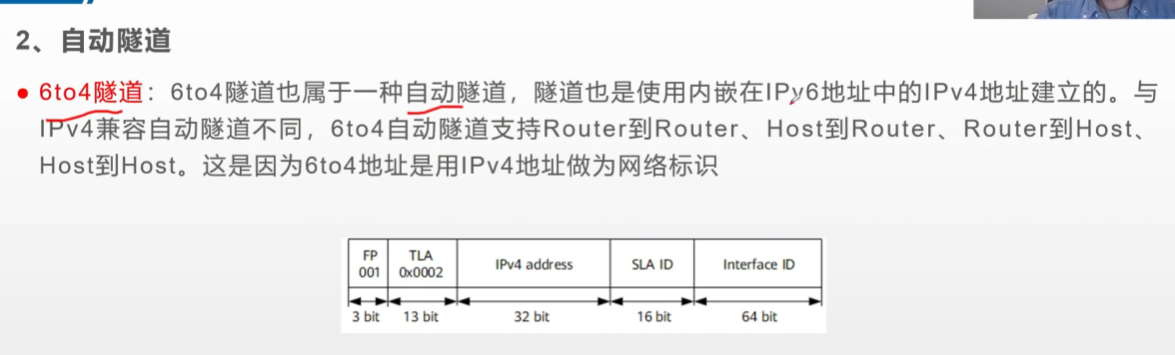 2、自动隧道
● 6to4隧道：6to4隧道也属于一种自动隧道，隧道也是使用内嵌在IPv6地址中的IPv4地址建立的。与
IPv4兼容自动隧道不同，6to4自动隧道支持Router到Router、Host到Router、Router到Host、
Host到Host。这是因为6to4地址是用IPv4地址做为网络标识
FP 001
TLA 0x0002
IPv4 address
SLA ID
Interface ID
3 bit
13 bit
32 bit
16 bit
64 bit